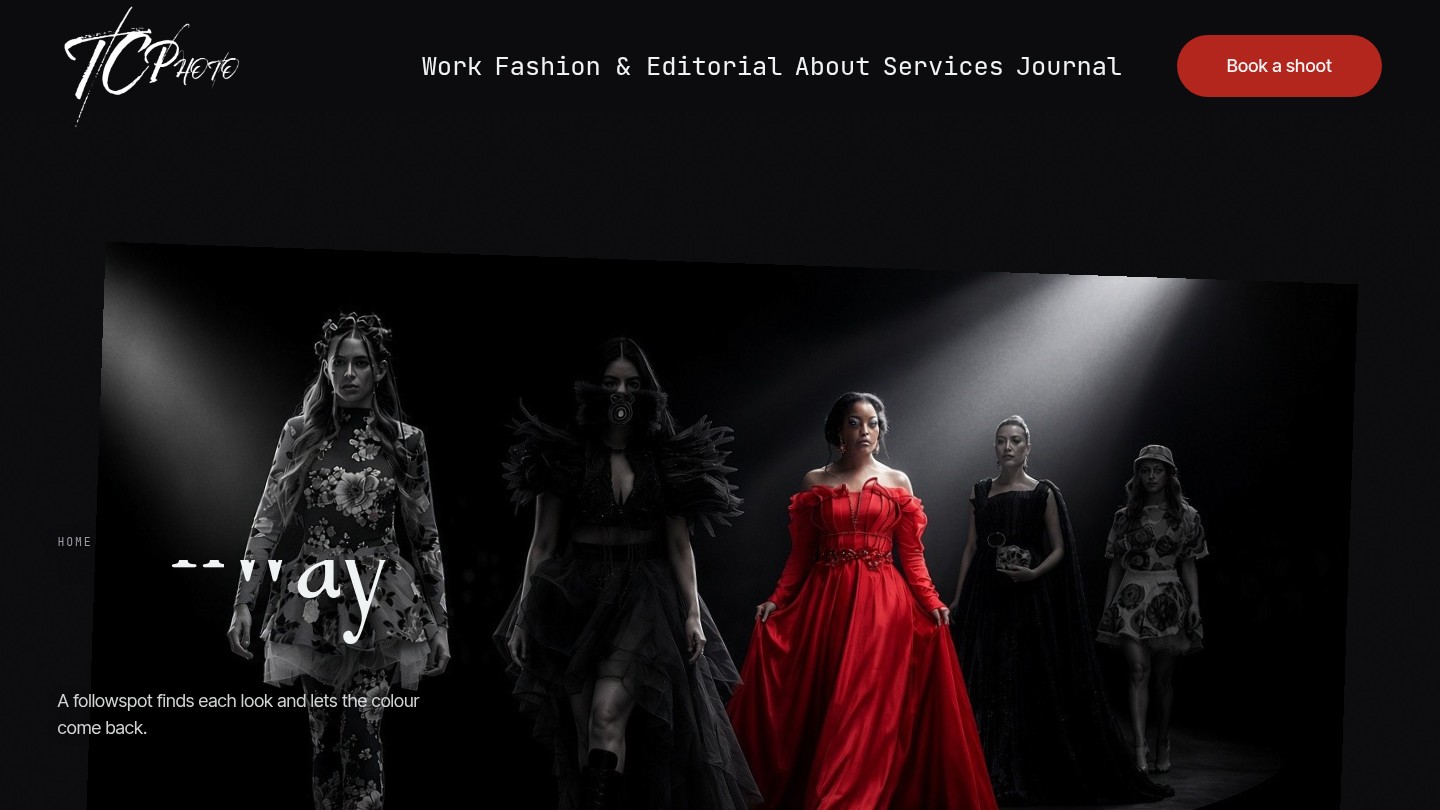 TCPHOTO
Work Fashion & Editorial About Services Journal
Book a shoot
HOME
A followspot finds each look and lets the colour
come back.